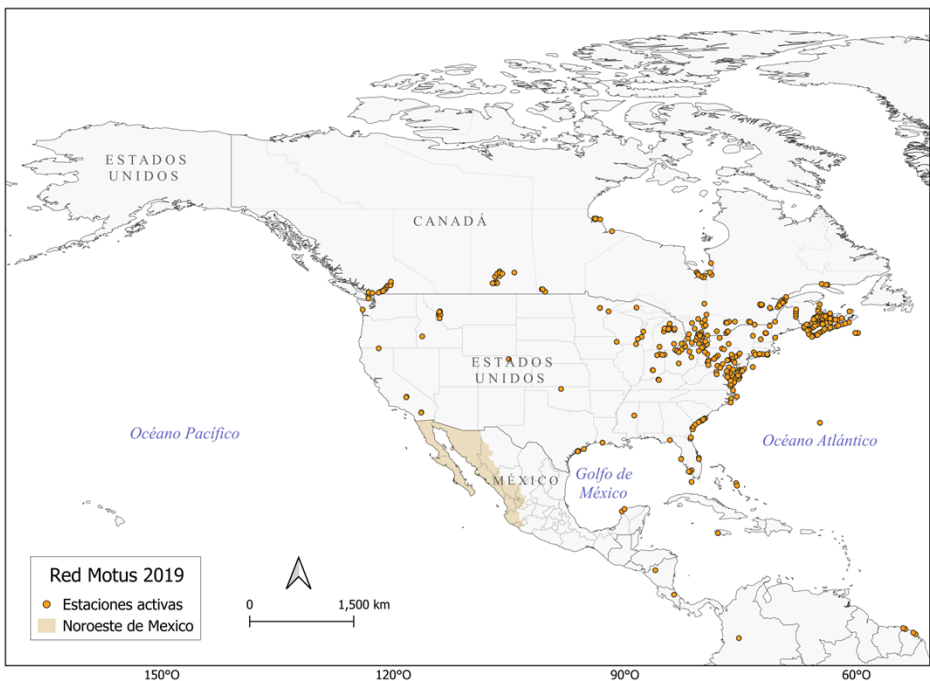 ESTADOS
UNIDOS
CANADÁ
ESTADOS
UNIDOS
Océano Pacífico
Océano Atlántico
Golfo de
México
MÉXICO
Red Motus 2019
Estaciones activas
Noroeste de Mexico
0
1,500 km
150°O
120°O
90°O
60°O